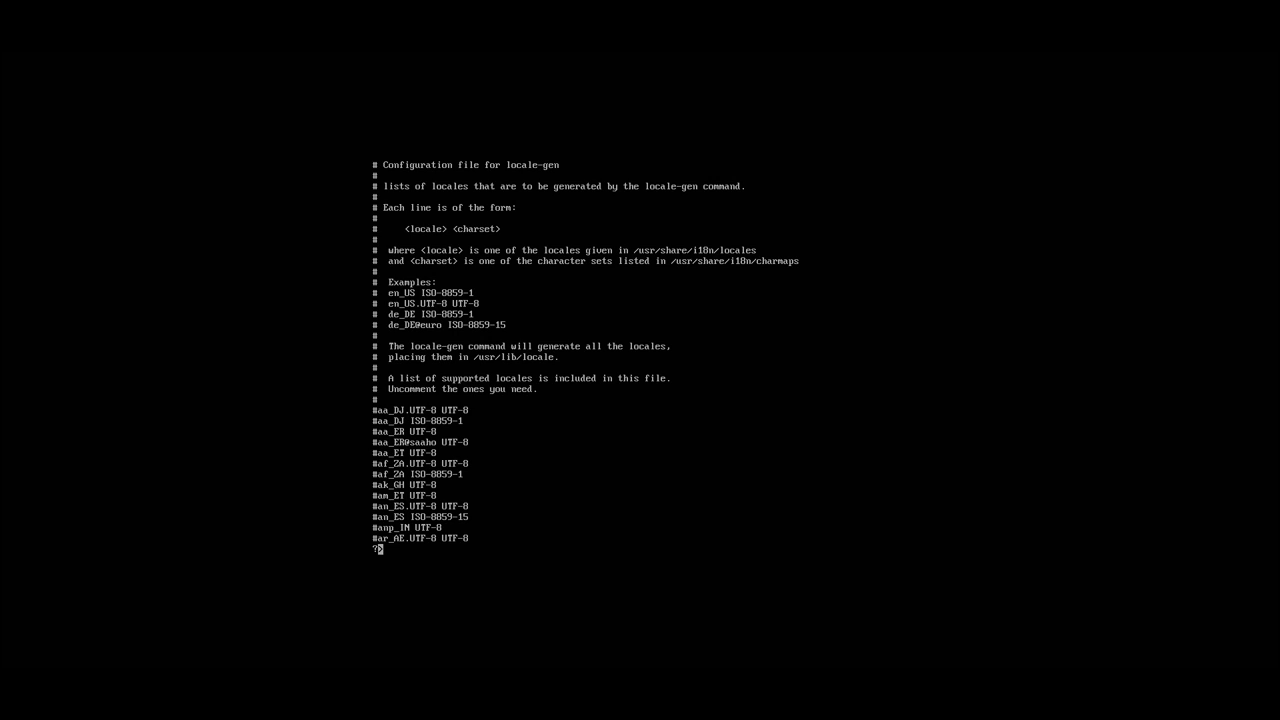 # Configuration file for locale-gen
#
# lists of locales that are to be generated by the locale-gen command.
#
# Each line is of the form:
#
#     <locale> <charset>
#
#  where <locale> is one of the locales given in /usr/share/i18n/locales
#  and <charset> is one of the character sets listed in /usr/share/i18n/charmaps
#
#  Examples:
#  en_US ISO-8859-1
#  en_US.UTF-8 UTF-8
#  de_DE ISO-8859-1
#  de_DE@euro ISO-8859-15
#
#  The locale-gen command will generate all the locales,
#  placing them in /usr/lib/locale.
#
#  A list of supported locales is included in this file.
#  Uncomment the ones you need.
#
#aa_DJ.UTF-8 UTF-8
#aa_DJ ISO-8859-1
#aa_ER UTF-8
#aa_ER@saaho UTF-8
#aa_ET UTF-8
#af_ZA.UTF-8 UTF-8
#af_ZA ISO-8859-1
#ak_GH UTF-8
#am_ET UTF-8
#an_ES.UTF-8 UTF-8
#an_ES ISO-8859-15
#anp_IN UTF-8
#ar_AE.UTF-8 UTF-8
?>